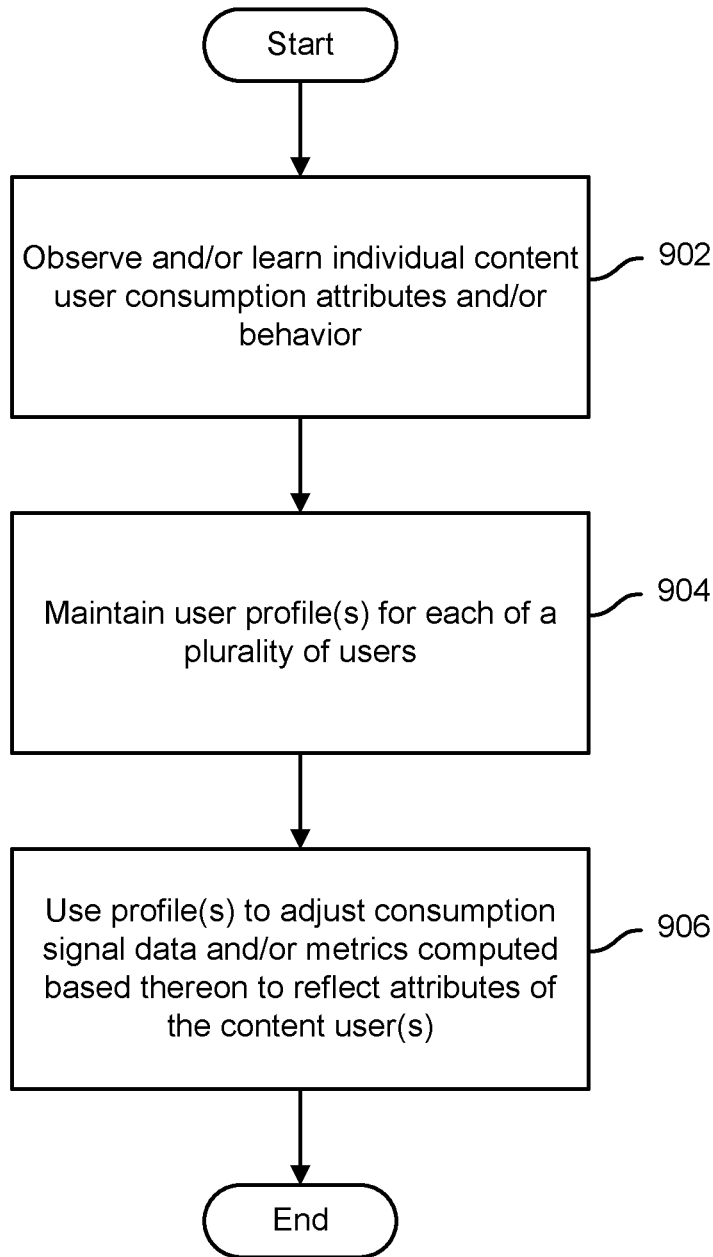 Start
Observe and/or learn individual content
user consumption attributes and/or
behavior
902
Maintain user profile(s) for each of a
plurality of users
904
Use profile(s) to adjust consumption
signal data and/or metrics computed
based thereon to reflect attributes of
the content user(s)
906
End